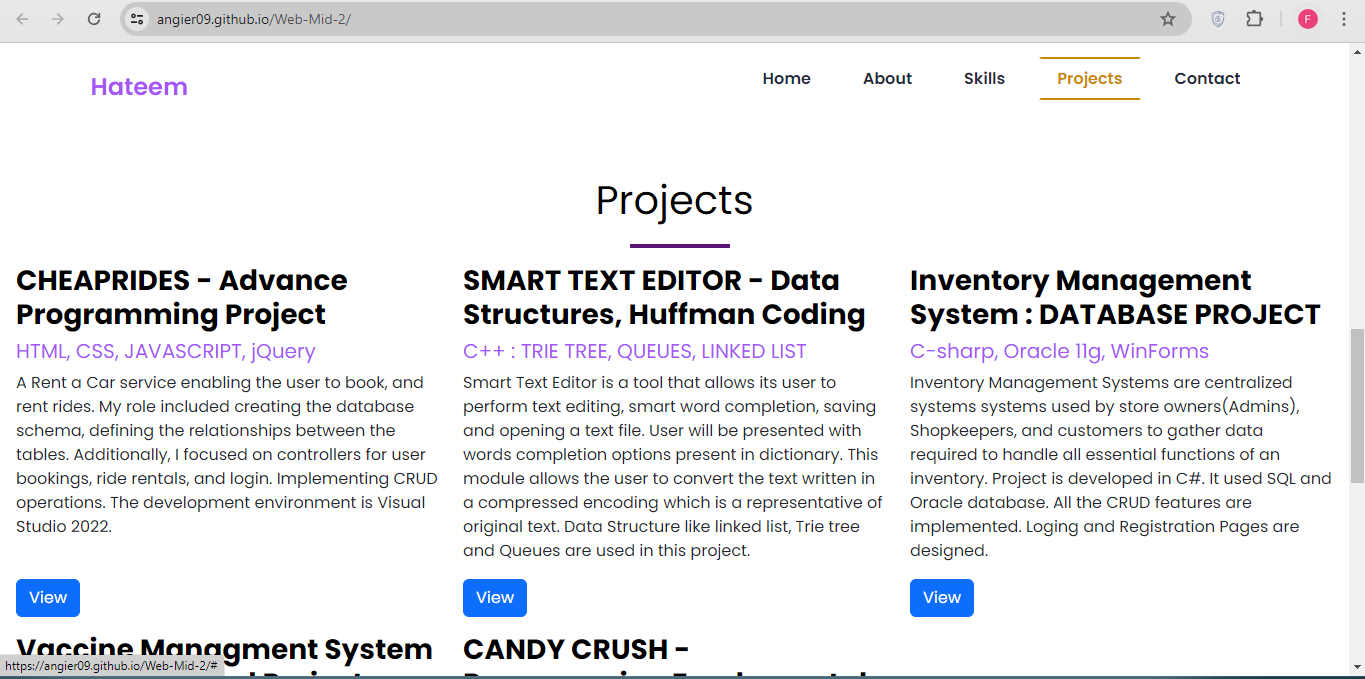 angier09.github.io/Web-Mid-2/
F
Hateem
Home About Skills Projects Contact
Projects
CHEAPRIDES - Advance
Programming Project
HTML, CSS, JAVASCRIPT, jQuery
A Rent a Car service enabling the user to book, and
rent rides. My role included creating the database
schema, defining the relationships between the
tables. Additionally, I focused on controllers for user
bookings, ride rentals, and login. Implementing CRUD
operations. The development environment is Visual
Studio 2022.
View
SMART TEXT EDITOR - Data
Structures, Huffman Coding
C++ : TRIE TREE, QUEUES, LINKED LIST
Smart Text Editor is a tool that allows its user to
perform text editing, smart word completion, saving
and opening a text file. User will be presented with
words completion options present in dictionary. This
module allows the user to convert the text written in
a compressed encoding which is a representative of
original text. Data Structure like linked list, Trie tree
and Queues are used in this project.
View
Inventory Management
System : DATABASE PROJECT
C-sharp, Oracle 11g, WinForms
Inventory Management Systems are centralized
systems systems used by store owners(Admins),
Shopkeepers, and customers to gather data
required to handle all essential functions of an
inventory. Project is developed in C#. It used SQL and
Oracle database. All the CRUD features are
implemented. Loging and Registration Pages are
designed.
View
Vaccine Managment System
CANDY CRUSH -
https://angier09.github.io/Web-Mid-2/#